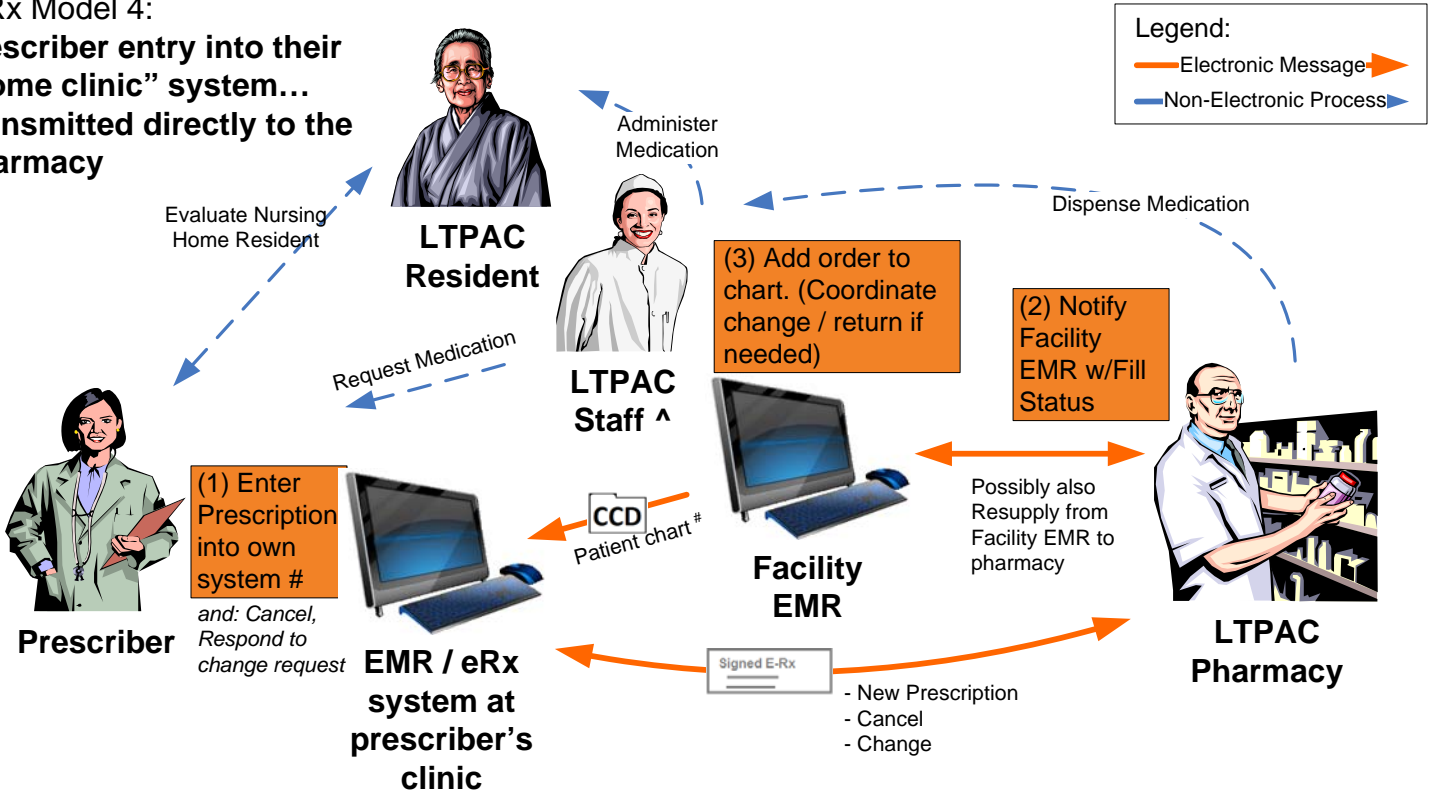 Rx Model 4:
escriber entry into their
ome clinic” system…
nsmitted directly to the
armacy
Legend:
Electronic Message
Non-Electronic Process
Administer
Medication
Evaluate Nursing
Home Resident
Dispense Medication
LTPAC
Resident
(3) Add order to
chart. (Coordinate
change / return if
needed)
(2) Notify
Facility
EMR w/Fill
Status
Request Medication
LTPAC
Staff ^
(1) Enter
Prescription
into own
system #
and: Cancel,
Respond to
change request
CCD
Patient chart #
Possibly also
Resupply from
Facility EMR to
pharmacy
Facility
EMR
Prescriber
LTPAC
Pharmacy
EMR / eRx
system at
prescriber’s
clinic
Signed E-Rx
- New Prescription
- Cancel
- Change